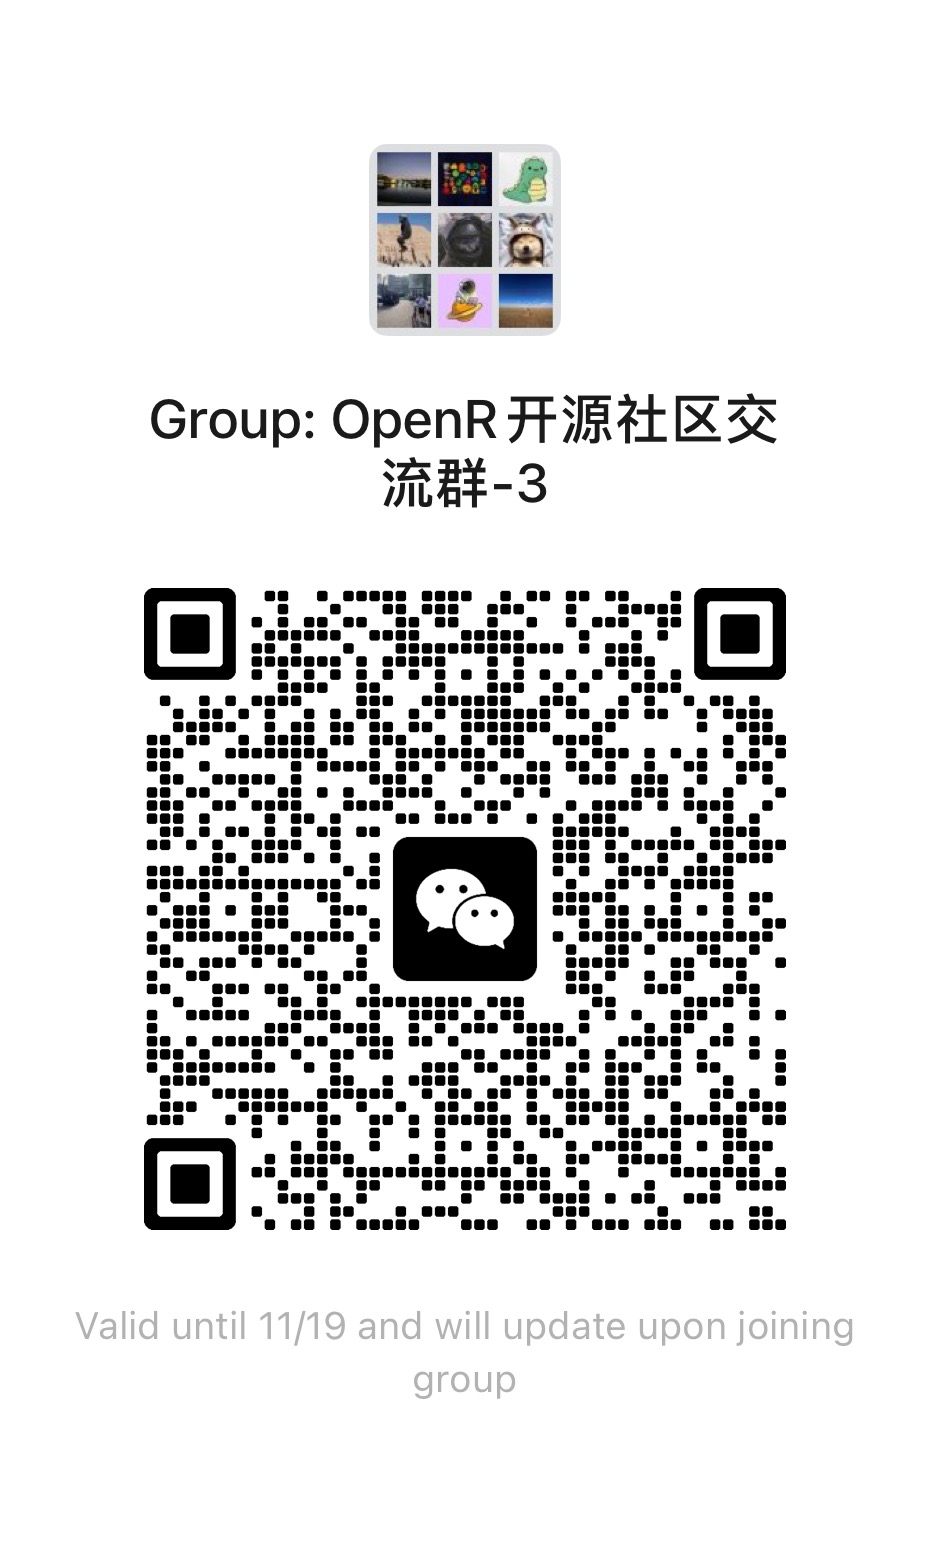 Group: OpenR开源社区交
流群-3
Valid until 11/19 and will update upon joining
group